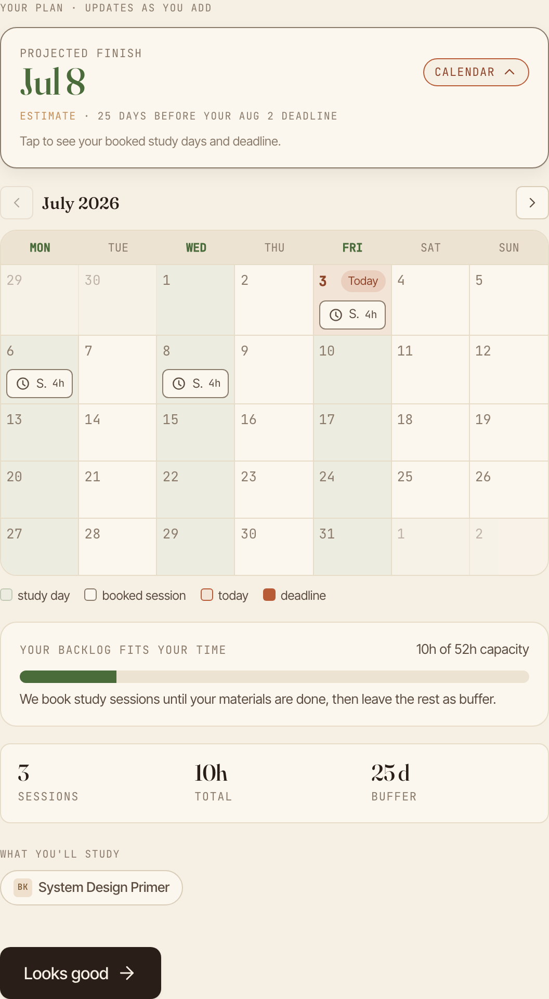 YOUR PLAN · UPDATES AS YOU ADD
PROJECTED FINISH
Jul 8
CALENDAR
ESTIMATE · 25 DAYS BEFORE YOUR AUG 2 DEADLINE
Tap to see your booked study days and deadline.
July 2026
MON TUE WED THU FRI SAT SUN
29 30 1 2 3 Today 4 5
S. 4h
6 7 8 9 10 11 12
S. 4h S. 4h
13 14 15 16 17 18 19
20 21 22 23 24 25 26
27 28 29 30 31 1 2
study day booked session today deadline
YOUR BACKLOG FITS YOUR TIME 10h of 52h capacity
We book study sessions until your materials are done, then leave the rest as buffer.
3 10h 25 d
SESSIONS TOTAL BUFFER
WHAT YOU'LL STUDY
BK System Design Primer
Looks good